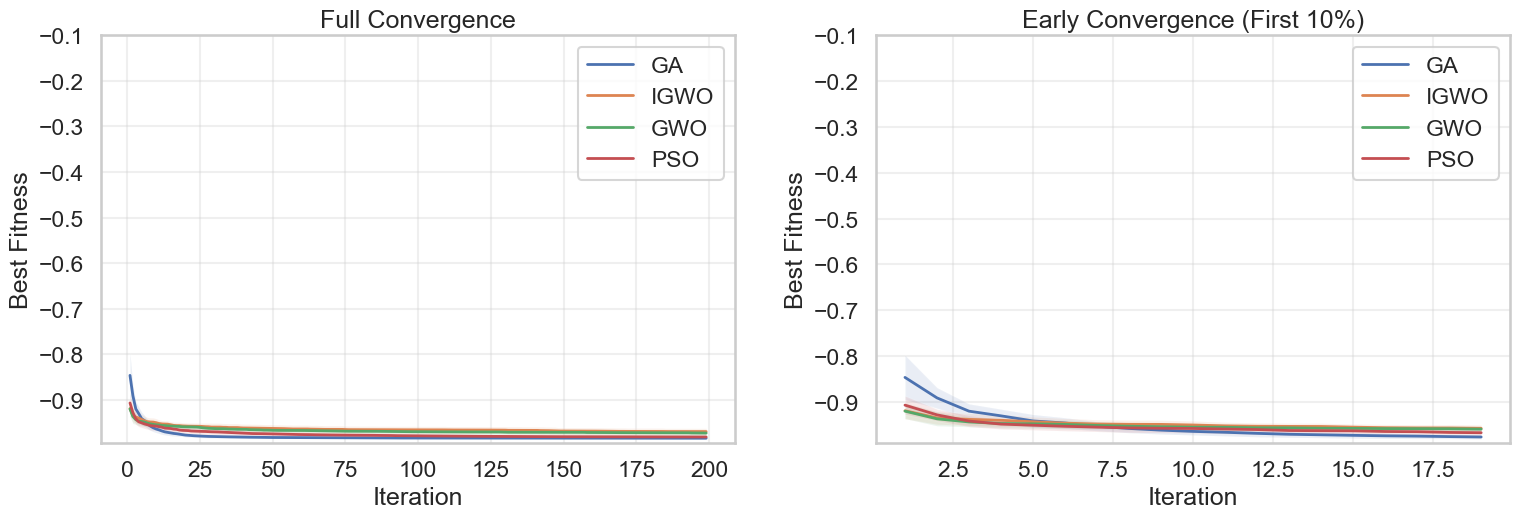 Full Convergence
−0.1
−0.2
−0.3
−0.4
−0.5
−0.6
−0.7
−0.8
−0.9
Best Fitness
0
25
50
75
100
125
150
175
200
Iteration
GA
IGWO
GWO
PSO
Early Convergence (First 10%)
−0.1
−0.2
−0.3
−0.4
−0.5
−0.6
−0.7
−0.8
−0.9
Best Fitness
2.5
5.0
7.5
10.0
12.5
15.0
17.5
Iteration
GA
IGWO
GWO
PSO